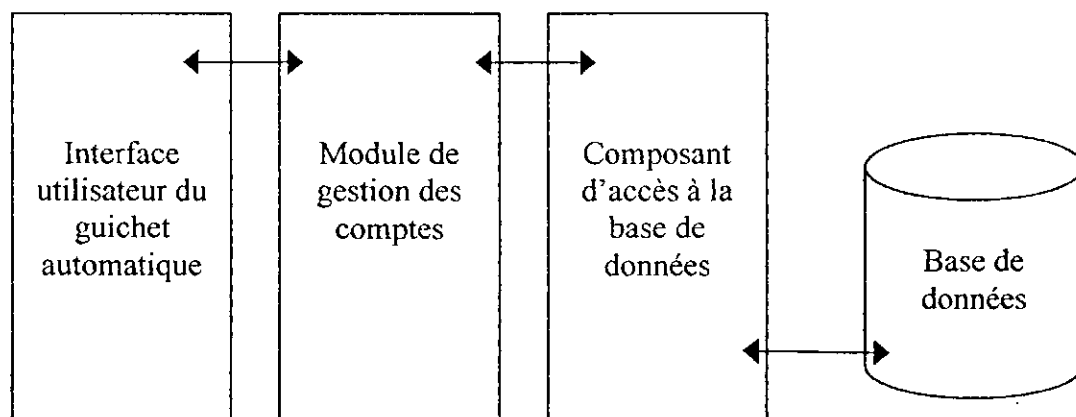 Interface
utilisateur du
guichet
automatique
Module de
gestion des
comptes
Composant
d'accès à la
base de
données
Base de
données